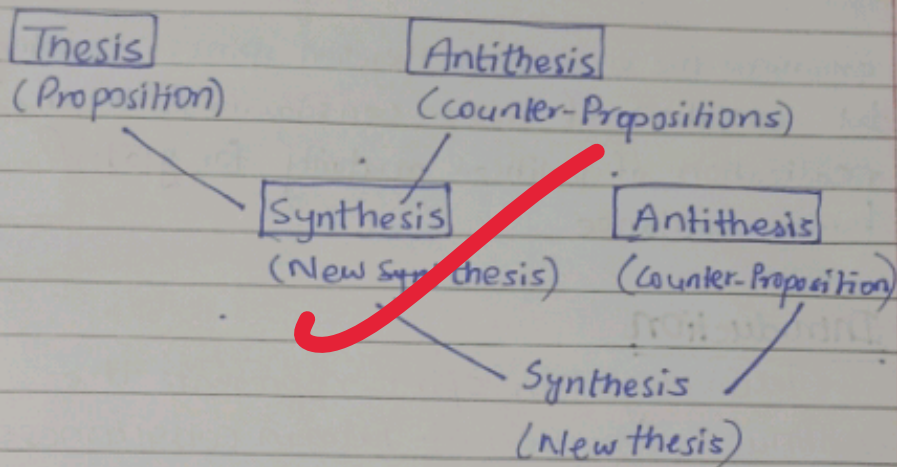 Thesis Antithesis
(Proposition) (Counter-Propositions)
Synthesis Antithesis
(New Synthesis) (Counter-Proposition)
Synthesis
(New thesis)